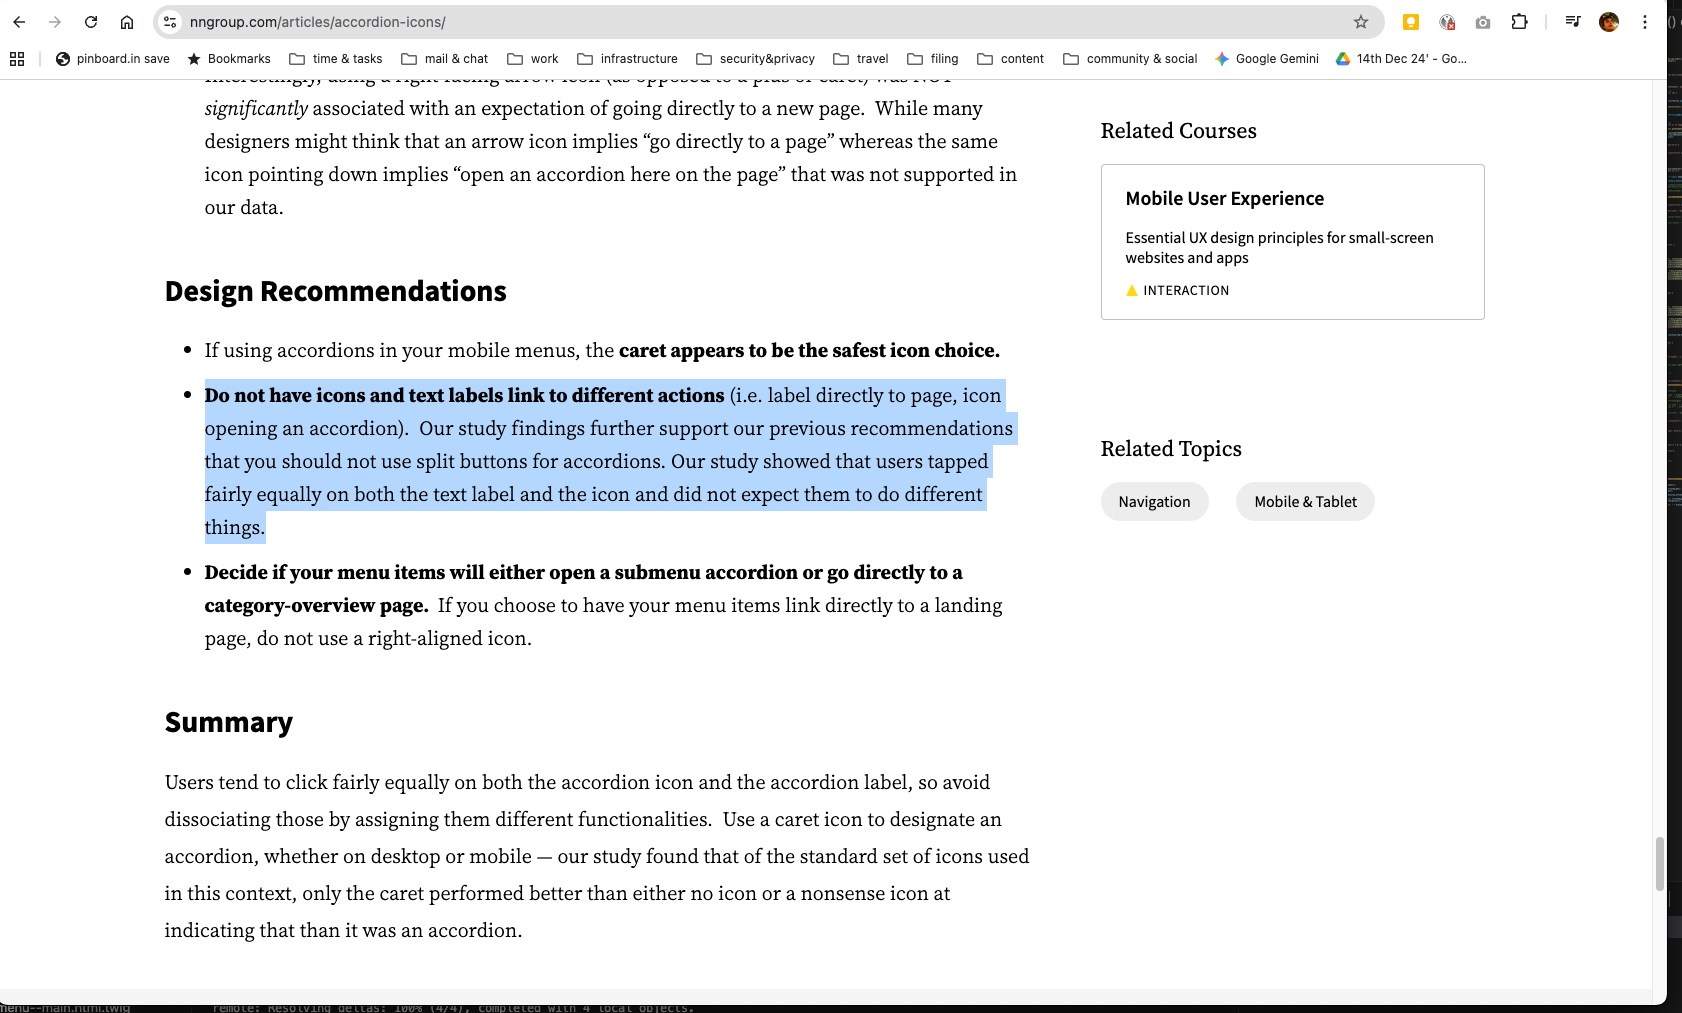 nngroup.com/articles/accordion-icons/
pinboard.in save
Bookmarks
time & tasks
mail & chat
work
infrastructure
security&privacy
travel
filing
content
community & social
Google Gemini
14th Dec 24' - Go...
Interestingly, using a right-facing arrow icon (as opposed to a plus or caret) was NOT
significantly associated with an expectation of going directly to a new page.  While many
designers might think that an arrow icon implies “go directly to a page” whereas the same
icon pointing down implies “open an accordion here on the page” that was not supported in
our data.
Design Recommendations
• If using accordions in your mobile menus, the caret appears to be the safest icon choice.
• Do not have icons and text labels link to different actions (i.e. label directly to page, icon
opening an accordion).  Our study findings further support our previous recommendations
that you should not use split buttons for accordions. Our study showed that users tapped
fairly equally on both the text label and the icon and did not expect them to do different
things.
• Decide if your menu items will either open a submenu accordion or go directly to a
category-overview page.  If you choose to have your menu items link directly to a landing
page, do not use a right-aligned icon.
Summary
Users tend to click fairly equally on both the accordion icon and the accordion label, so avoid
dissociating those by assigning them different functionalities.  Use a caret icon to designate an
accordion, whether on desktop or mobile — our study found that of the standard set of icons used
in this context, only the caret performed better than either no icon or a nonsense icon at
indicating that than it was an accordion.
Related Courses
Mobile User Experience
Essential UX design principles for small-screen
websites and apps
INTERACTION
Related Topics
Navigation
Mobile & Tablet
menu--main.html.twig
remote: Resolving deltas: 100% (4/4), completed with 4 local objects.